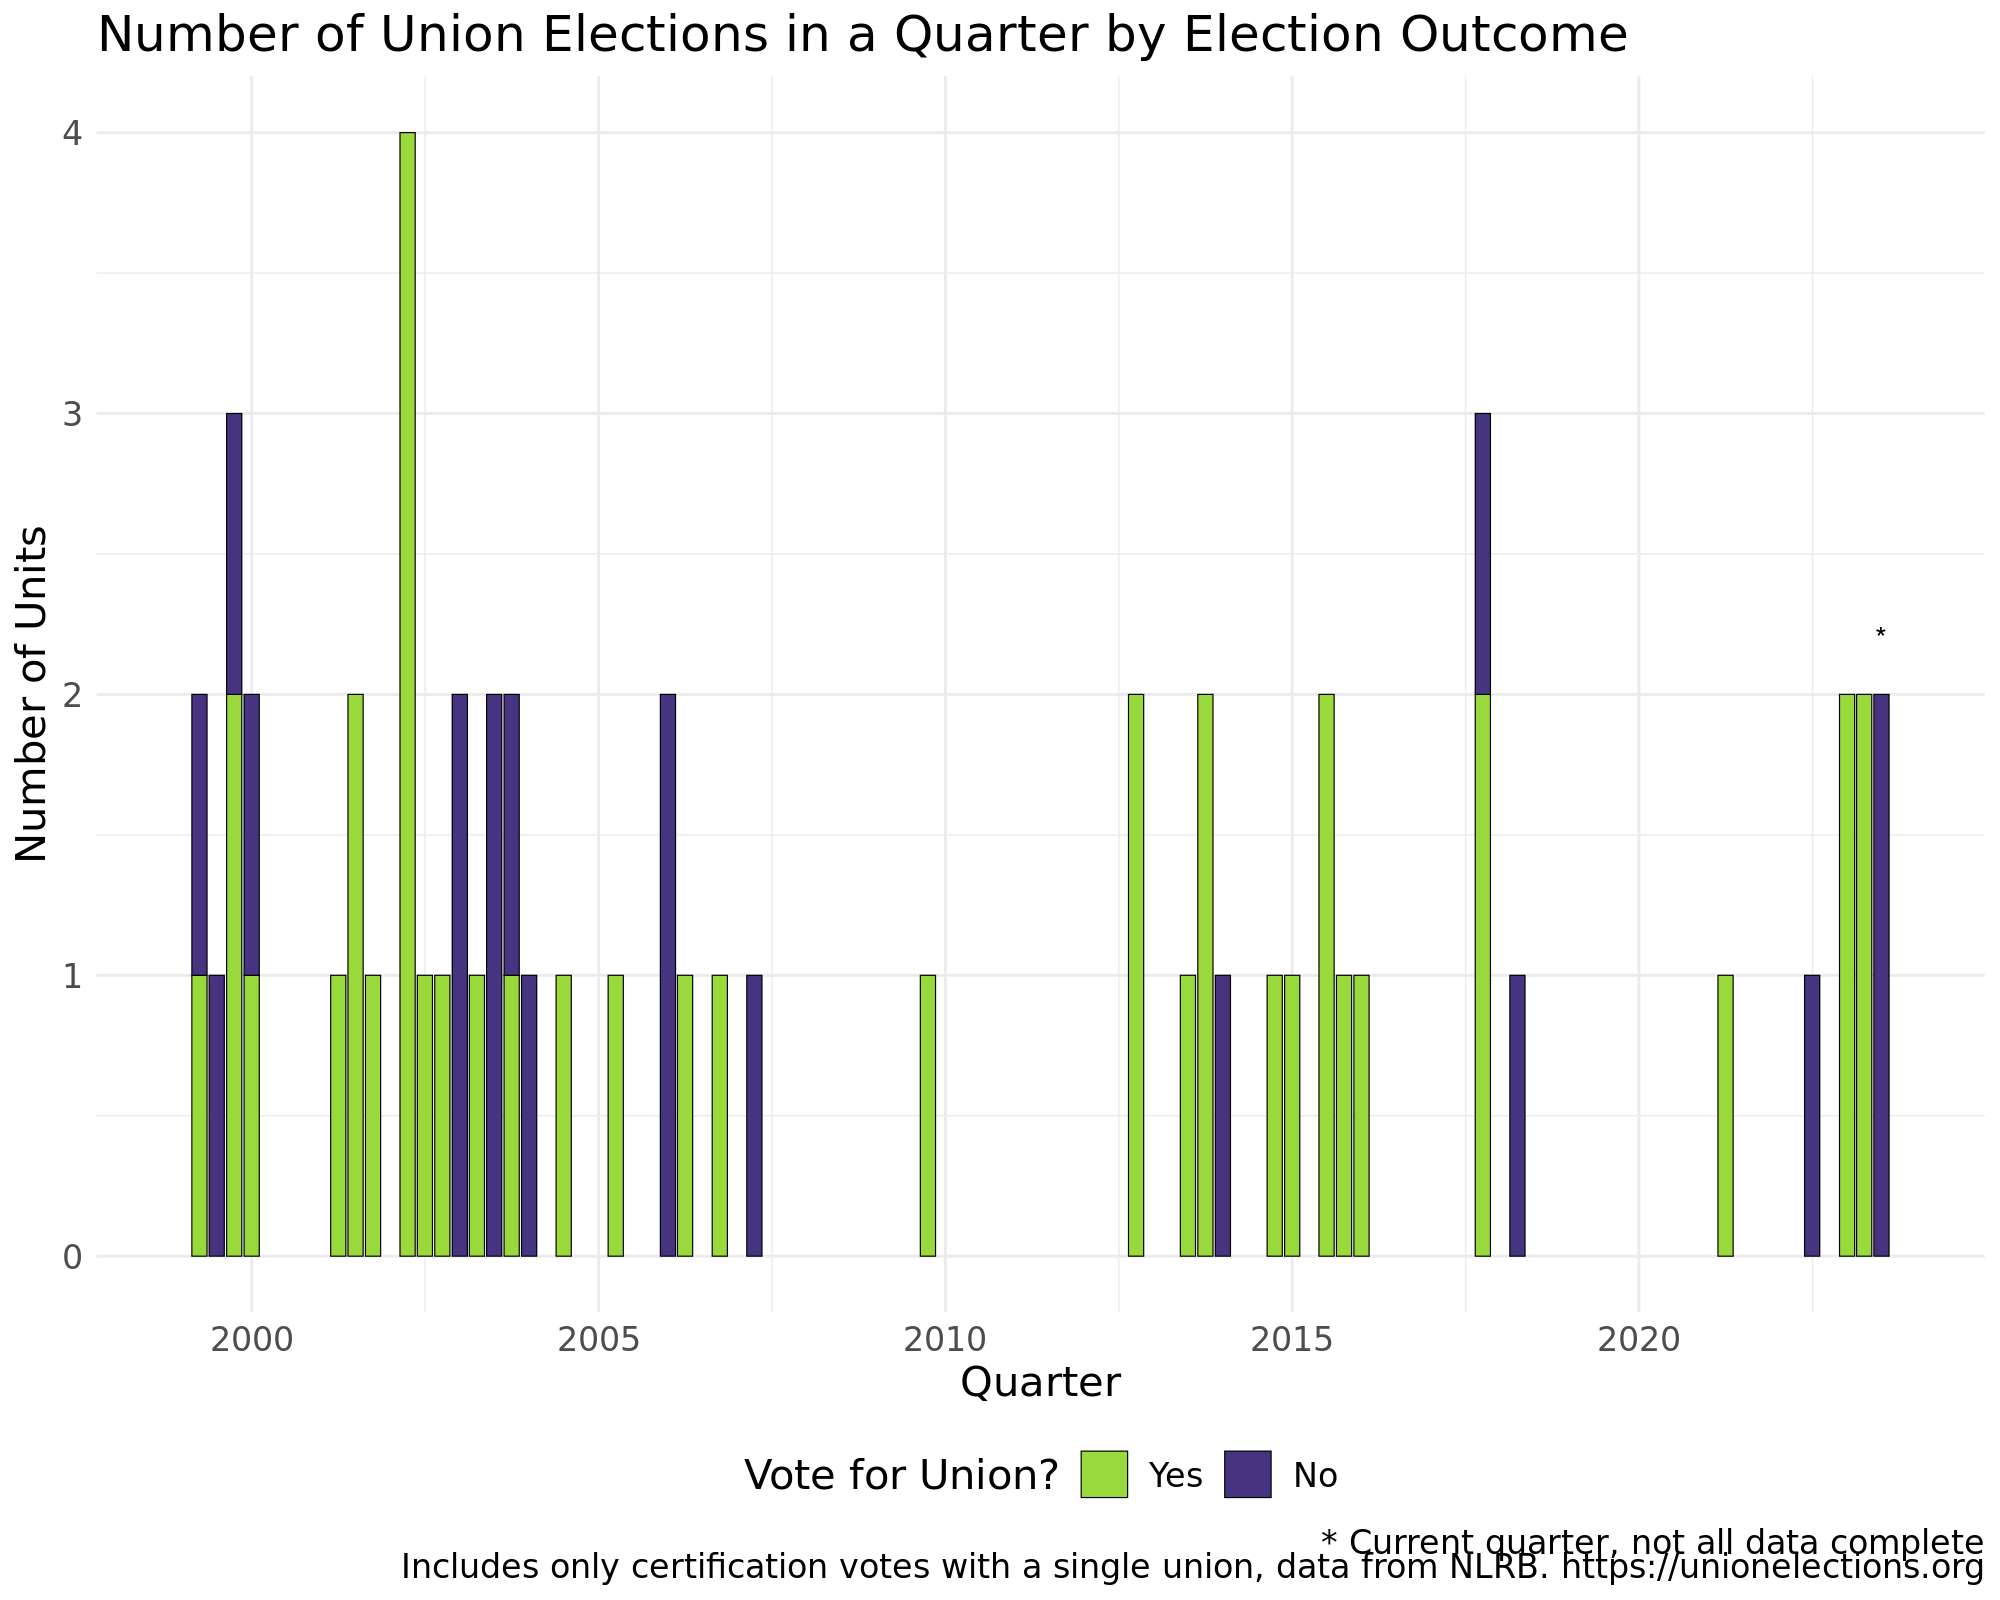 Number of Union Elections in a Quarter by Election Outcome
4
3
2
1
0
Number of Units
*
2000 2005 2010 2015 2020
Quarter
Vote for Union? Yes No
* Current quarter, not all data complete
Includes only certification votes with a single union, data from NLRB. https://unionelections.org